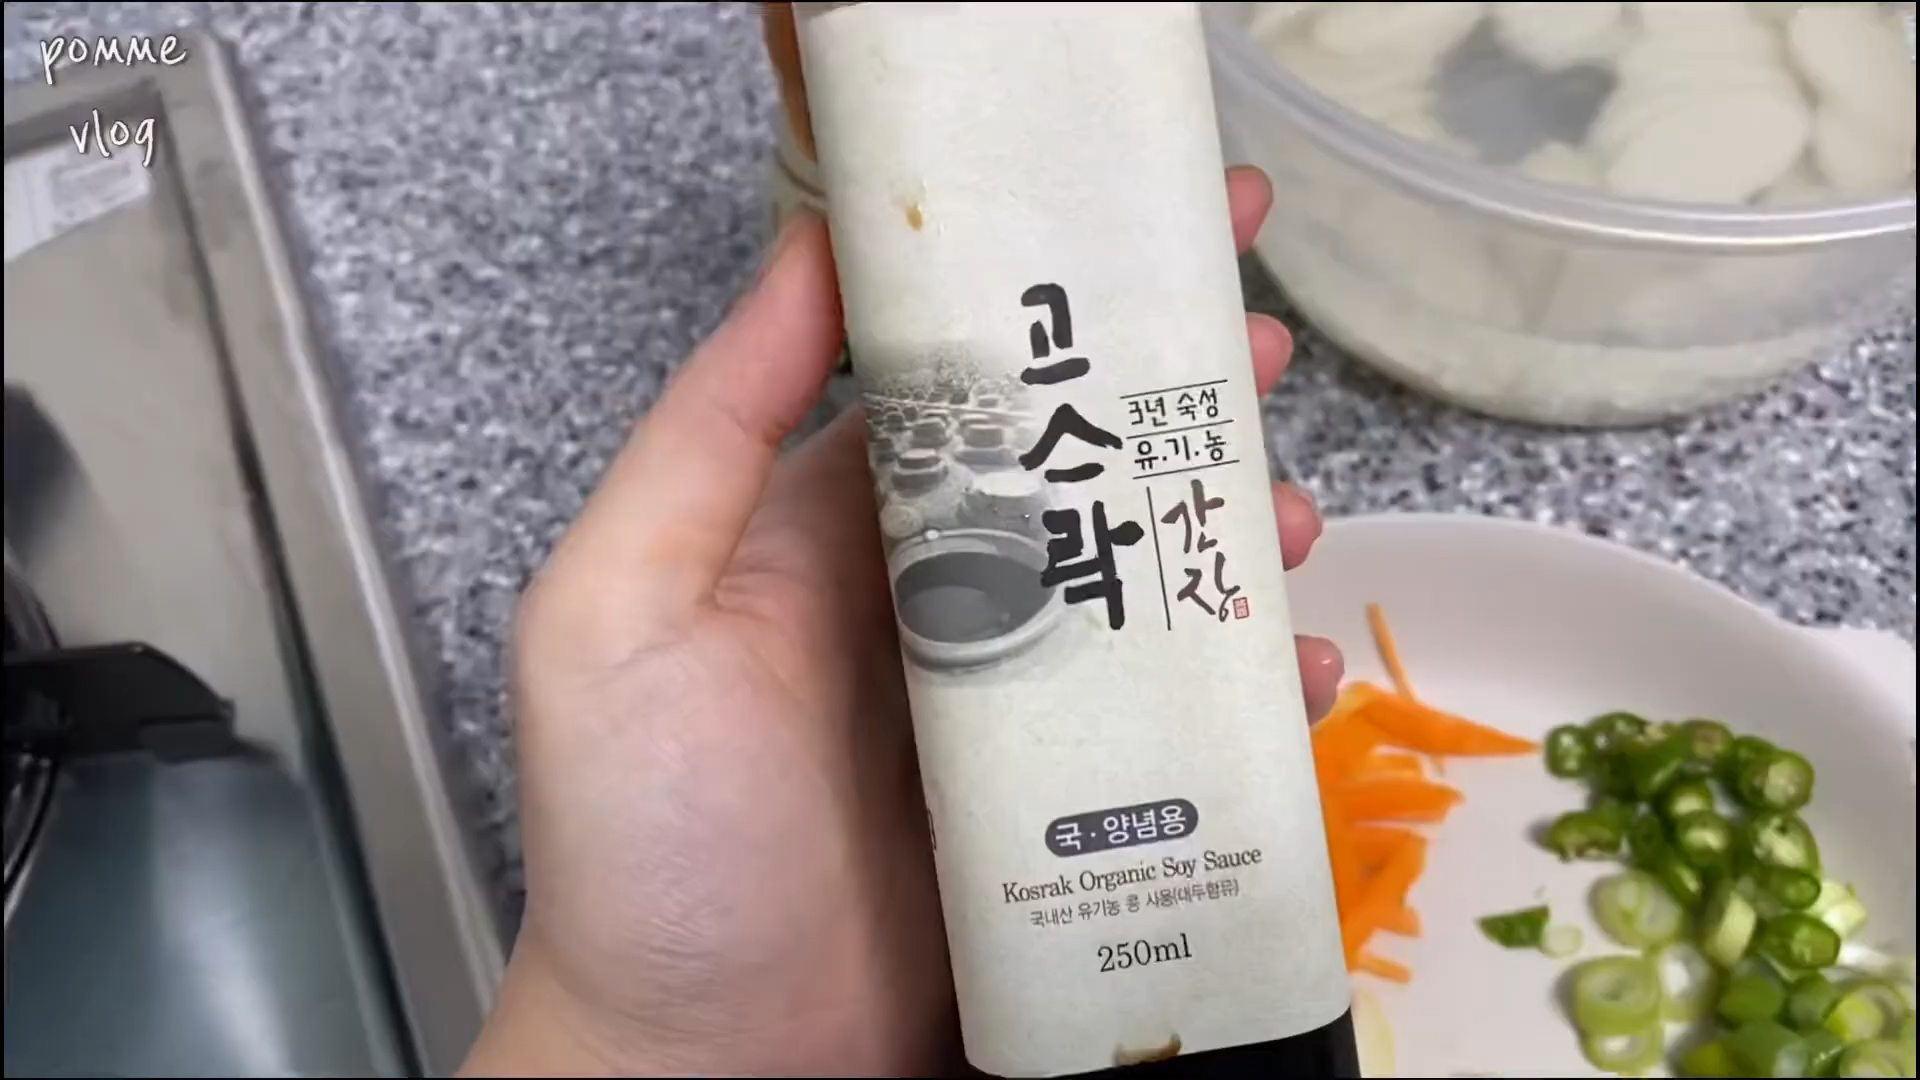 pomme
vlog
고스락
3년 숙성
유.기.농
간장
국·양념용
Kosrak Organic Soy Sauce
국내산 유기농 콩 사용(대두함유)
250ml